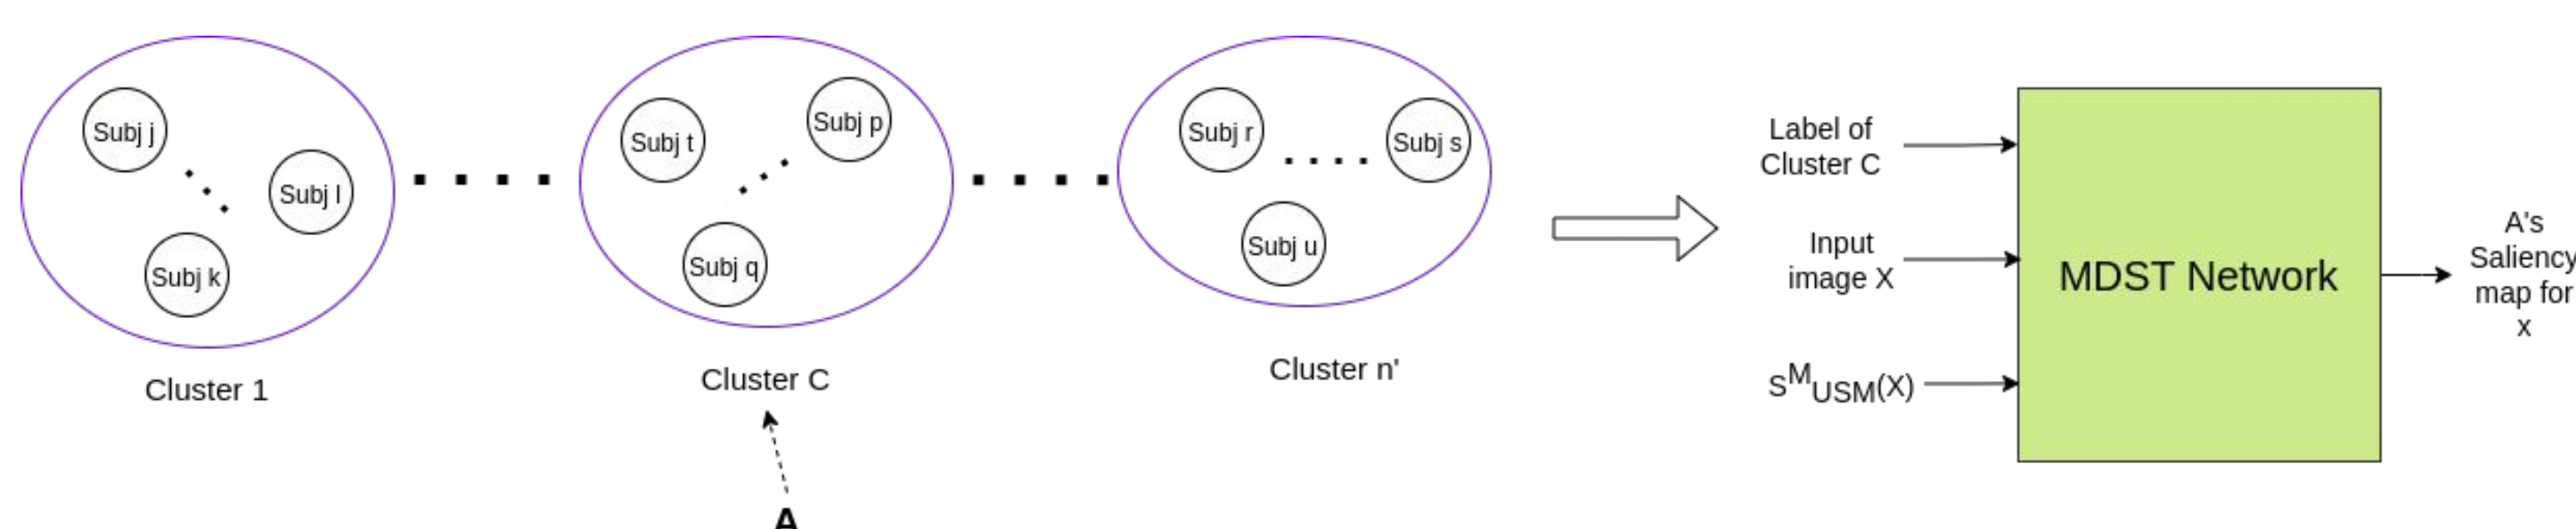 Subj j
Subj l
Subj k
Cluster 1
Subj t
Subj p
Subj q
Cluster C
A
Subj r
Subj s
Subj u
Cluster n'
Label of
Cluster C
Input
image X
S^M_USM(X)
MDST Network
A's
Saliency
map for
x